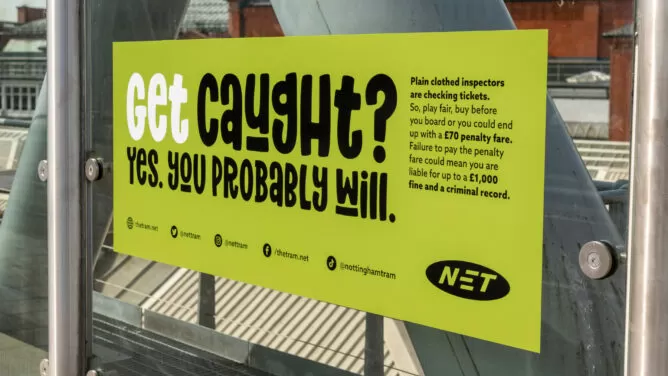 Get caught?
Yes. You probably will.
Plain clothed inspectors
are checking tickets.
So, play fair, buy before
you board or you could end
up with a £70 penalty fare.
Failure to pay the penalty
fare could mean you are
liable for up to a £1,000
fine and a criminal record.
thetram.net
@nettram
@nettram
/thetram.net
@nottinghamtram
NET